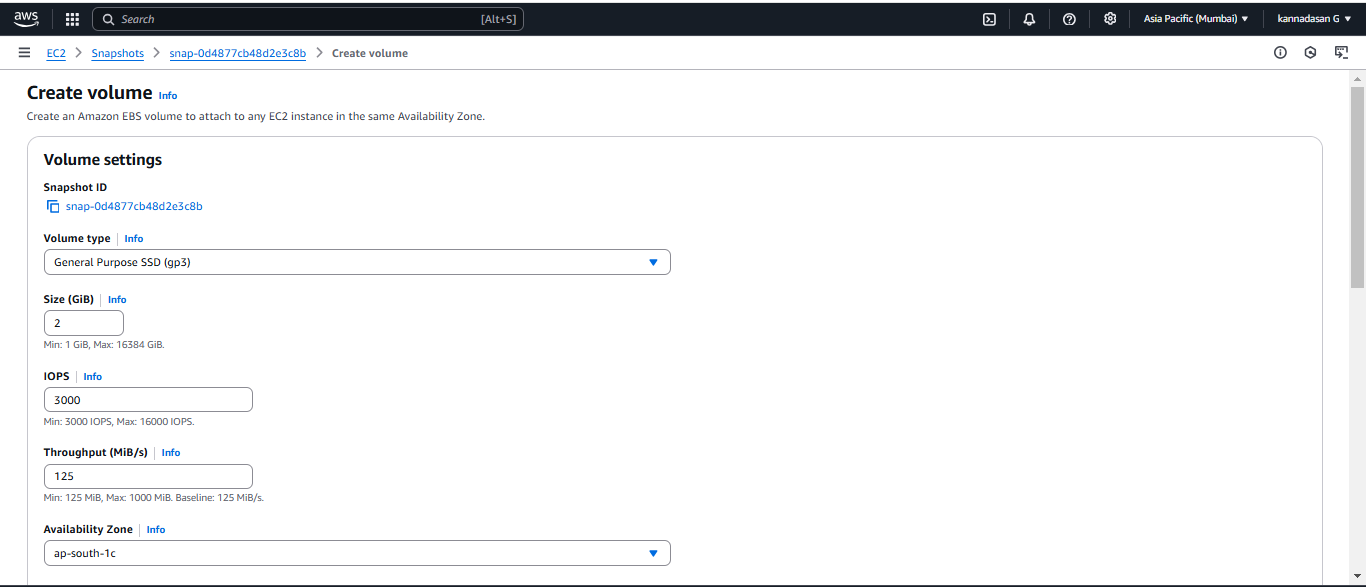 aws Search [Alt+S] Asia Pacific (Mumbai) kannadasan G
EC2 Snapshots snap-0d4877cb48d2e3c8b Create volume
Create volume Info
Create an Amazon EBS volume to attach to any EC2 instance in the same Availability Zone.
Volume settings
Snapshot ID
snap-0d4877cb48d2e3c8b
Volume type Info
General Purpose SSD (gp3)
Size (GiB) Info
2
Min: 1 GiB, Max: 16384 GiB.
IOPS Info
3000
Min: 3000 IOPS, Max: 16000 IOPS.
Throughput (MiB/s) Info
125
Min: 125 MiB, Max: 1000 MiB. Baseline: 125 MiB/s.
Availability Zone Info
ap-south-1c